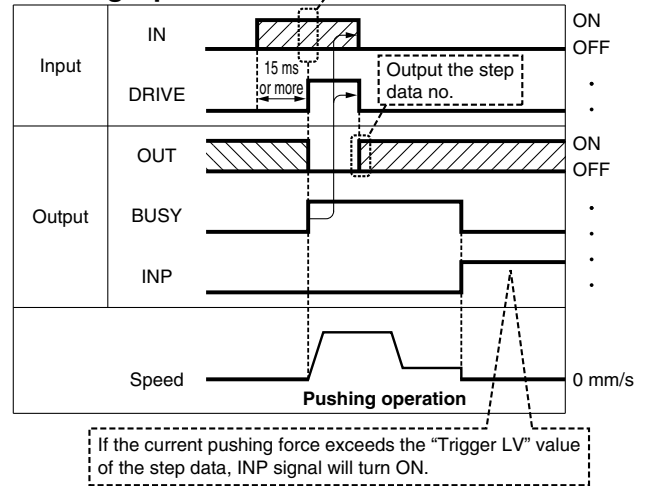 IN
ON
OFF
Input
15 ms
or more
Output the step
data no.
DRIVE
OUT
ON
OFF
Output
BUSY
INP
Speed
0 mm/s
Pushing operation
If the current pushing force exceeds the “Trigger LV” value
of the step data, INP signal will turn ON.